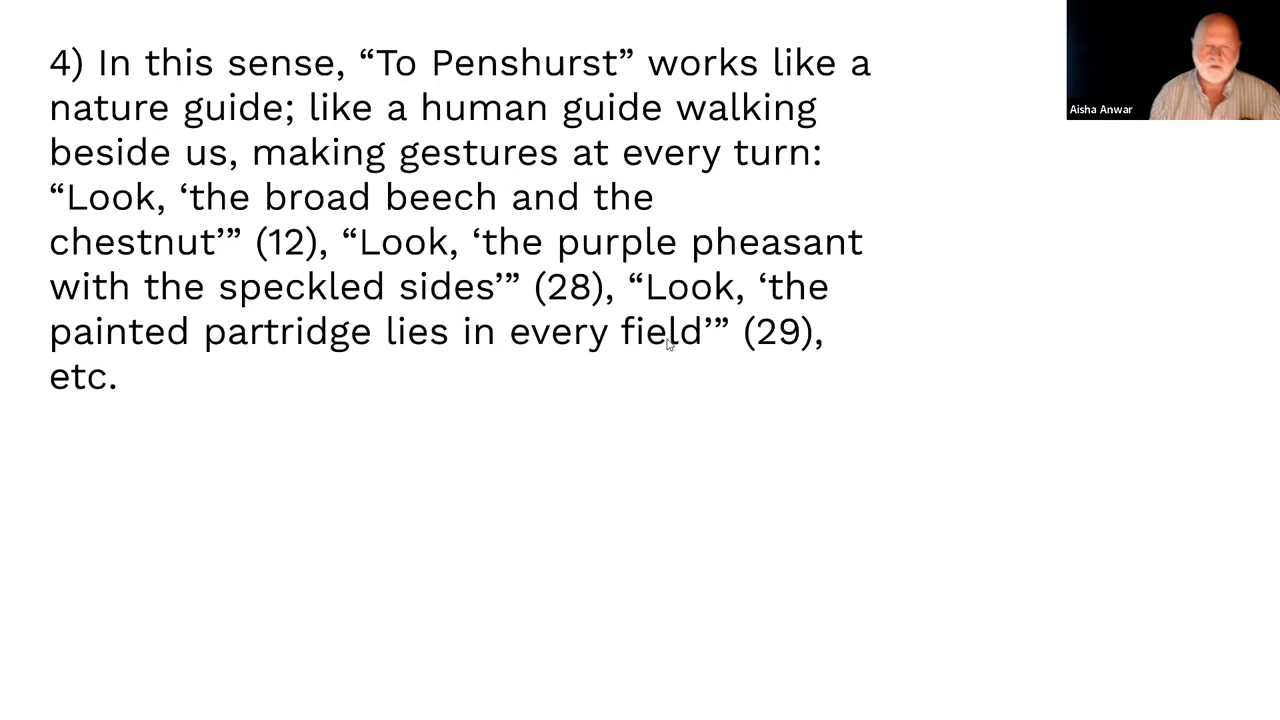 4) In this sense, “To Penshurst” works like a
nature guide; like a human guide walking
beside us, making gestures at every turn:
“Look, ‘the broad beech and the
chestnut’” (12), “Look, ‘the purple pheasant
with the speckled sides’” (28), “Look, ‘the
painted partridge lies in every field’” (29),
etc.
Aisha Anwar